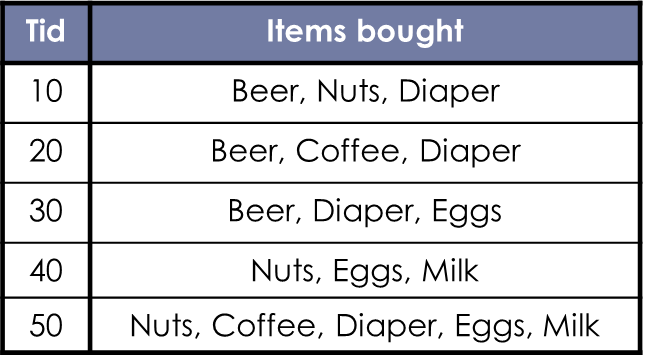 Tid Items bought
10 Beer, Nuts, Diaper
20 Beer, Coffee, Diaper
30 Beer, Diaper, Eggs
40 Nuts, Eggs, Milk
50 Nuts, Coffee, Diaper, Eggs, Milk